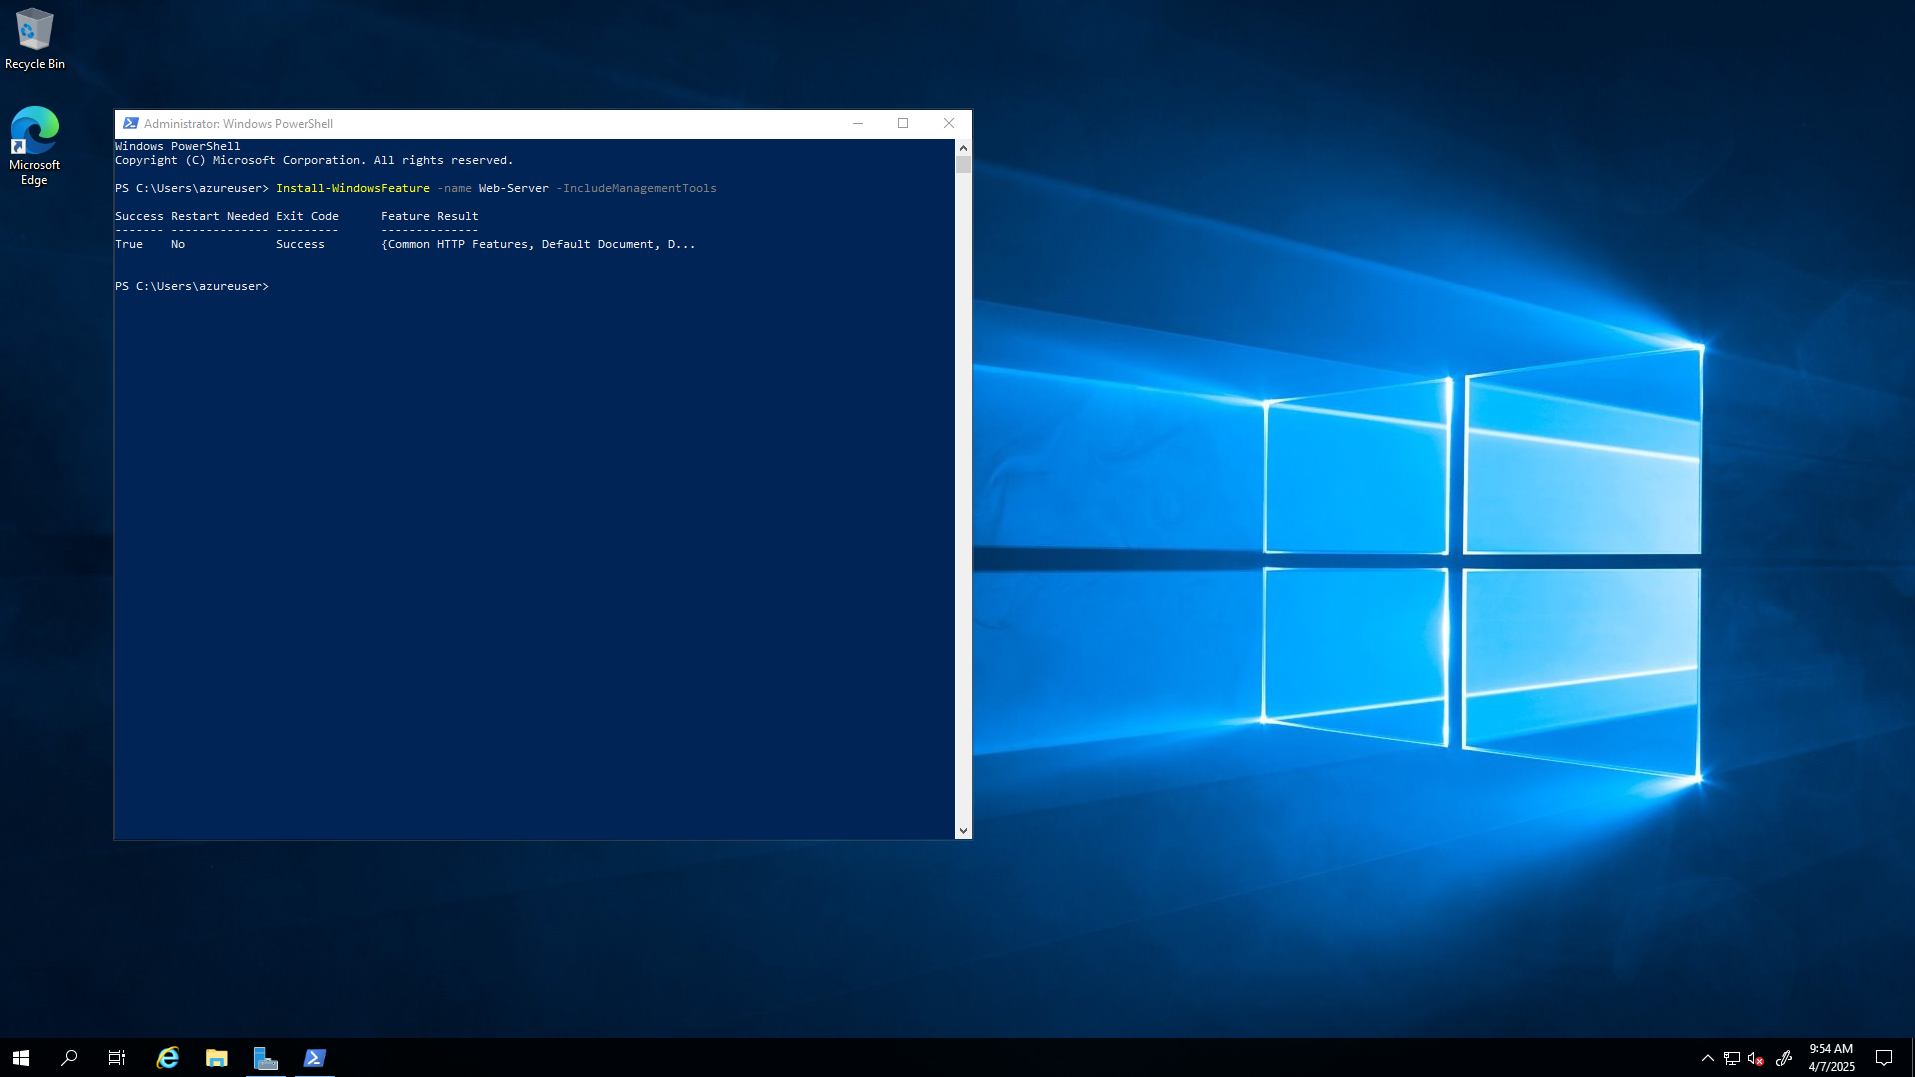 Recycle Bin
Microsoft
Edge
Administrator: Windows PowerShell
Windows PowerShell
Copyright (C) Microsoft Corporation. All rights reserved.
PS C:\Users\azureuser> Install-WindowsFeature -name Web-Server -IncludeManagementTools
Success Restart Needed Exit Code      Feature Result
------- -------------- ---------      --------------
True    No             Success        {Common HTTP Features, Default Document, D...
PS C:\Users\azureuser>
9:54 AM
4/7/2025